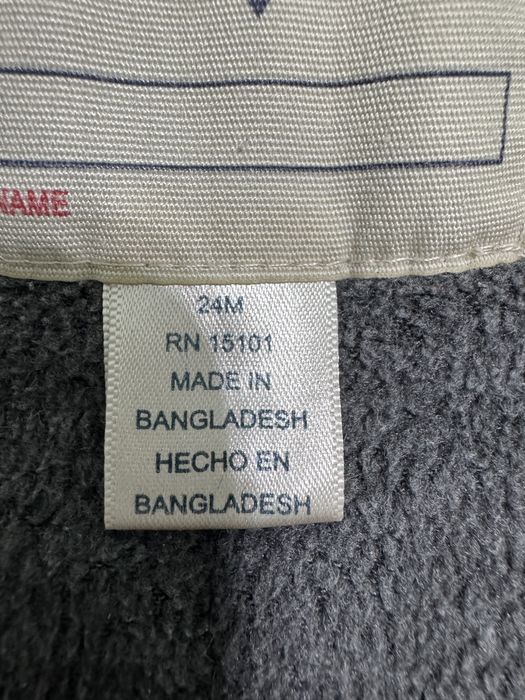 NAME
24M
RN 15101
MADE IN
BANGLADESH
HECHO EN
BANGLADESH